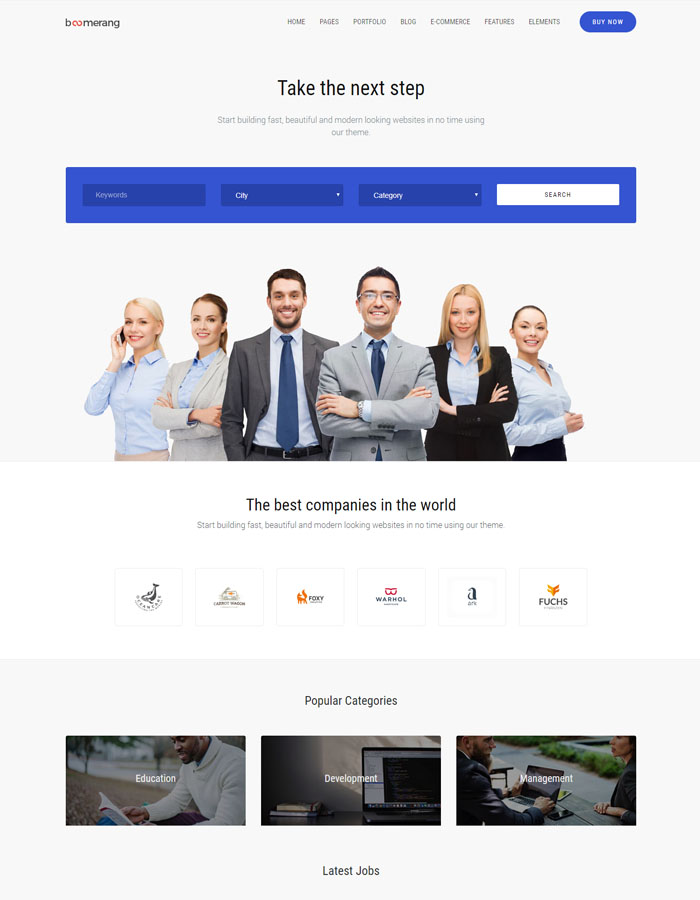 boomerang
HOME PAGES PORTFOLIO BLOG E-COMMERCE FEATURES ELEMENTS BUY NOW
Take the next step
Start building fast, beautiful and modern looking websites in no time using
our theme.
Keywords City Category SEARCH
The best companies in the world
Start building fast, beautiful and modern looking websites in no time using our theme.
FOXY
WARHOL
a
FUCHS
Popular Categories
Education Development Management
Latest Jobs